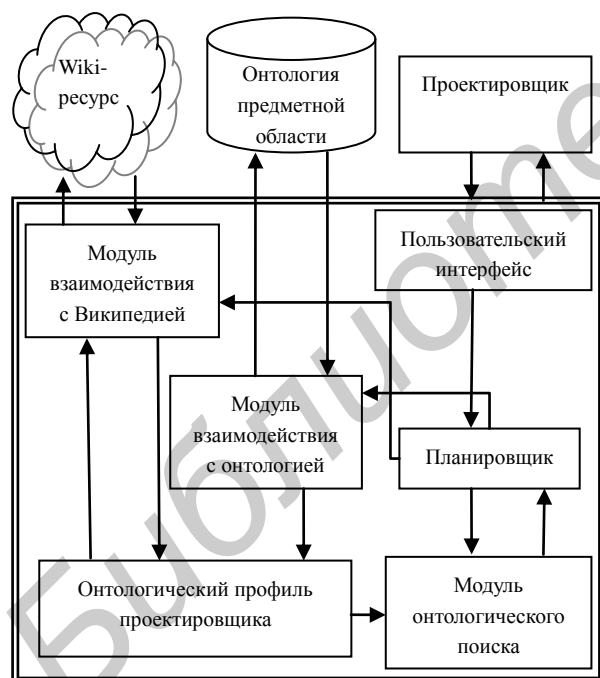 Wiki-
ресурс
Онтология
предметной
области
Проектировщик
Модуль
взаимодействия
с Википедией
Пользовательский
интерфейс
Модуль
взаимодействия
с онтологией
Планировщик
Онтологический профиль
проектировщика
Модуль
онтологического
поиска
Библиоте